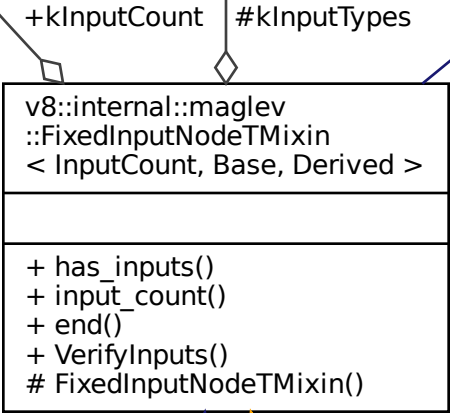 +kInputCount
#kInputTypes
v8::internal::maglev
::FixedInputNodeTMixin
< InputCount, Base, Derived >
+ has_inputs()
+ input_count()
+ end()
+ VerifyInputs()
# FixedInputNodeTMixin()